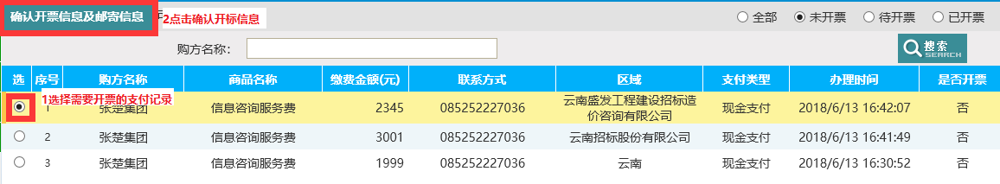 确认开票信息及邮寄信息
2点击确认开标信息
全部 未开票 待开票 已开票
购方名称：
搜索
SEARCH
选 序号 购方名称 商品名称 缴费金额(元) 联系方式 区域 支付类型 办理时间 是否开票
1选择需要开票的支付记录
1 张楚集团 信息咨询服务费 2345 085252227036 云南盛发工程建设招标造 现金支付 2018/6/13 16:42:07 否
价咨询有限公司
2 张楚集团 信息咨询服务费 3001 085252227036 云南招标股份有限公司 现金支付 2018/6/13 16:41:49 否
3 张楚集团 信息咨询服务费 1999 085252227036 云南 现金支付 2018/6/13 16:30:52 否